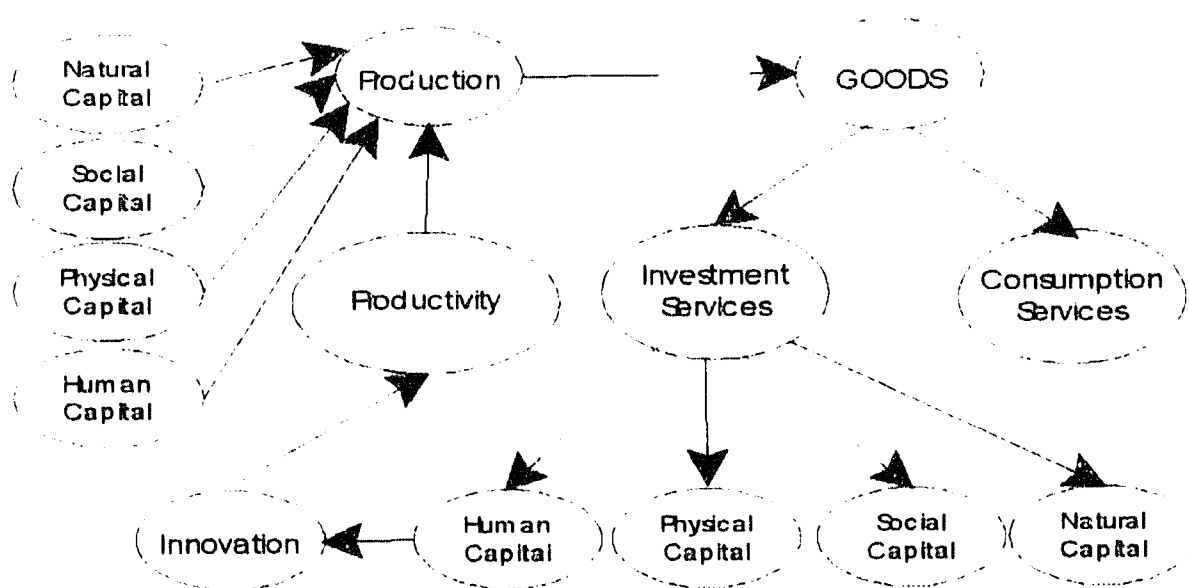 Natural
Capital
Production
GOODS
Social
Capital
Physical
Capital
Productivity
Investment
Services
Consumption
Services
Human
Capital
Innovation
Human
Capital
Physical
Capital
Social
Capital
Natural
Capital